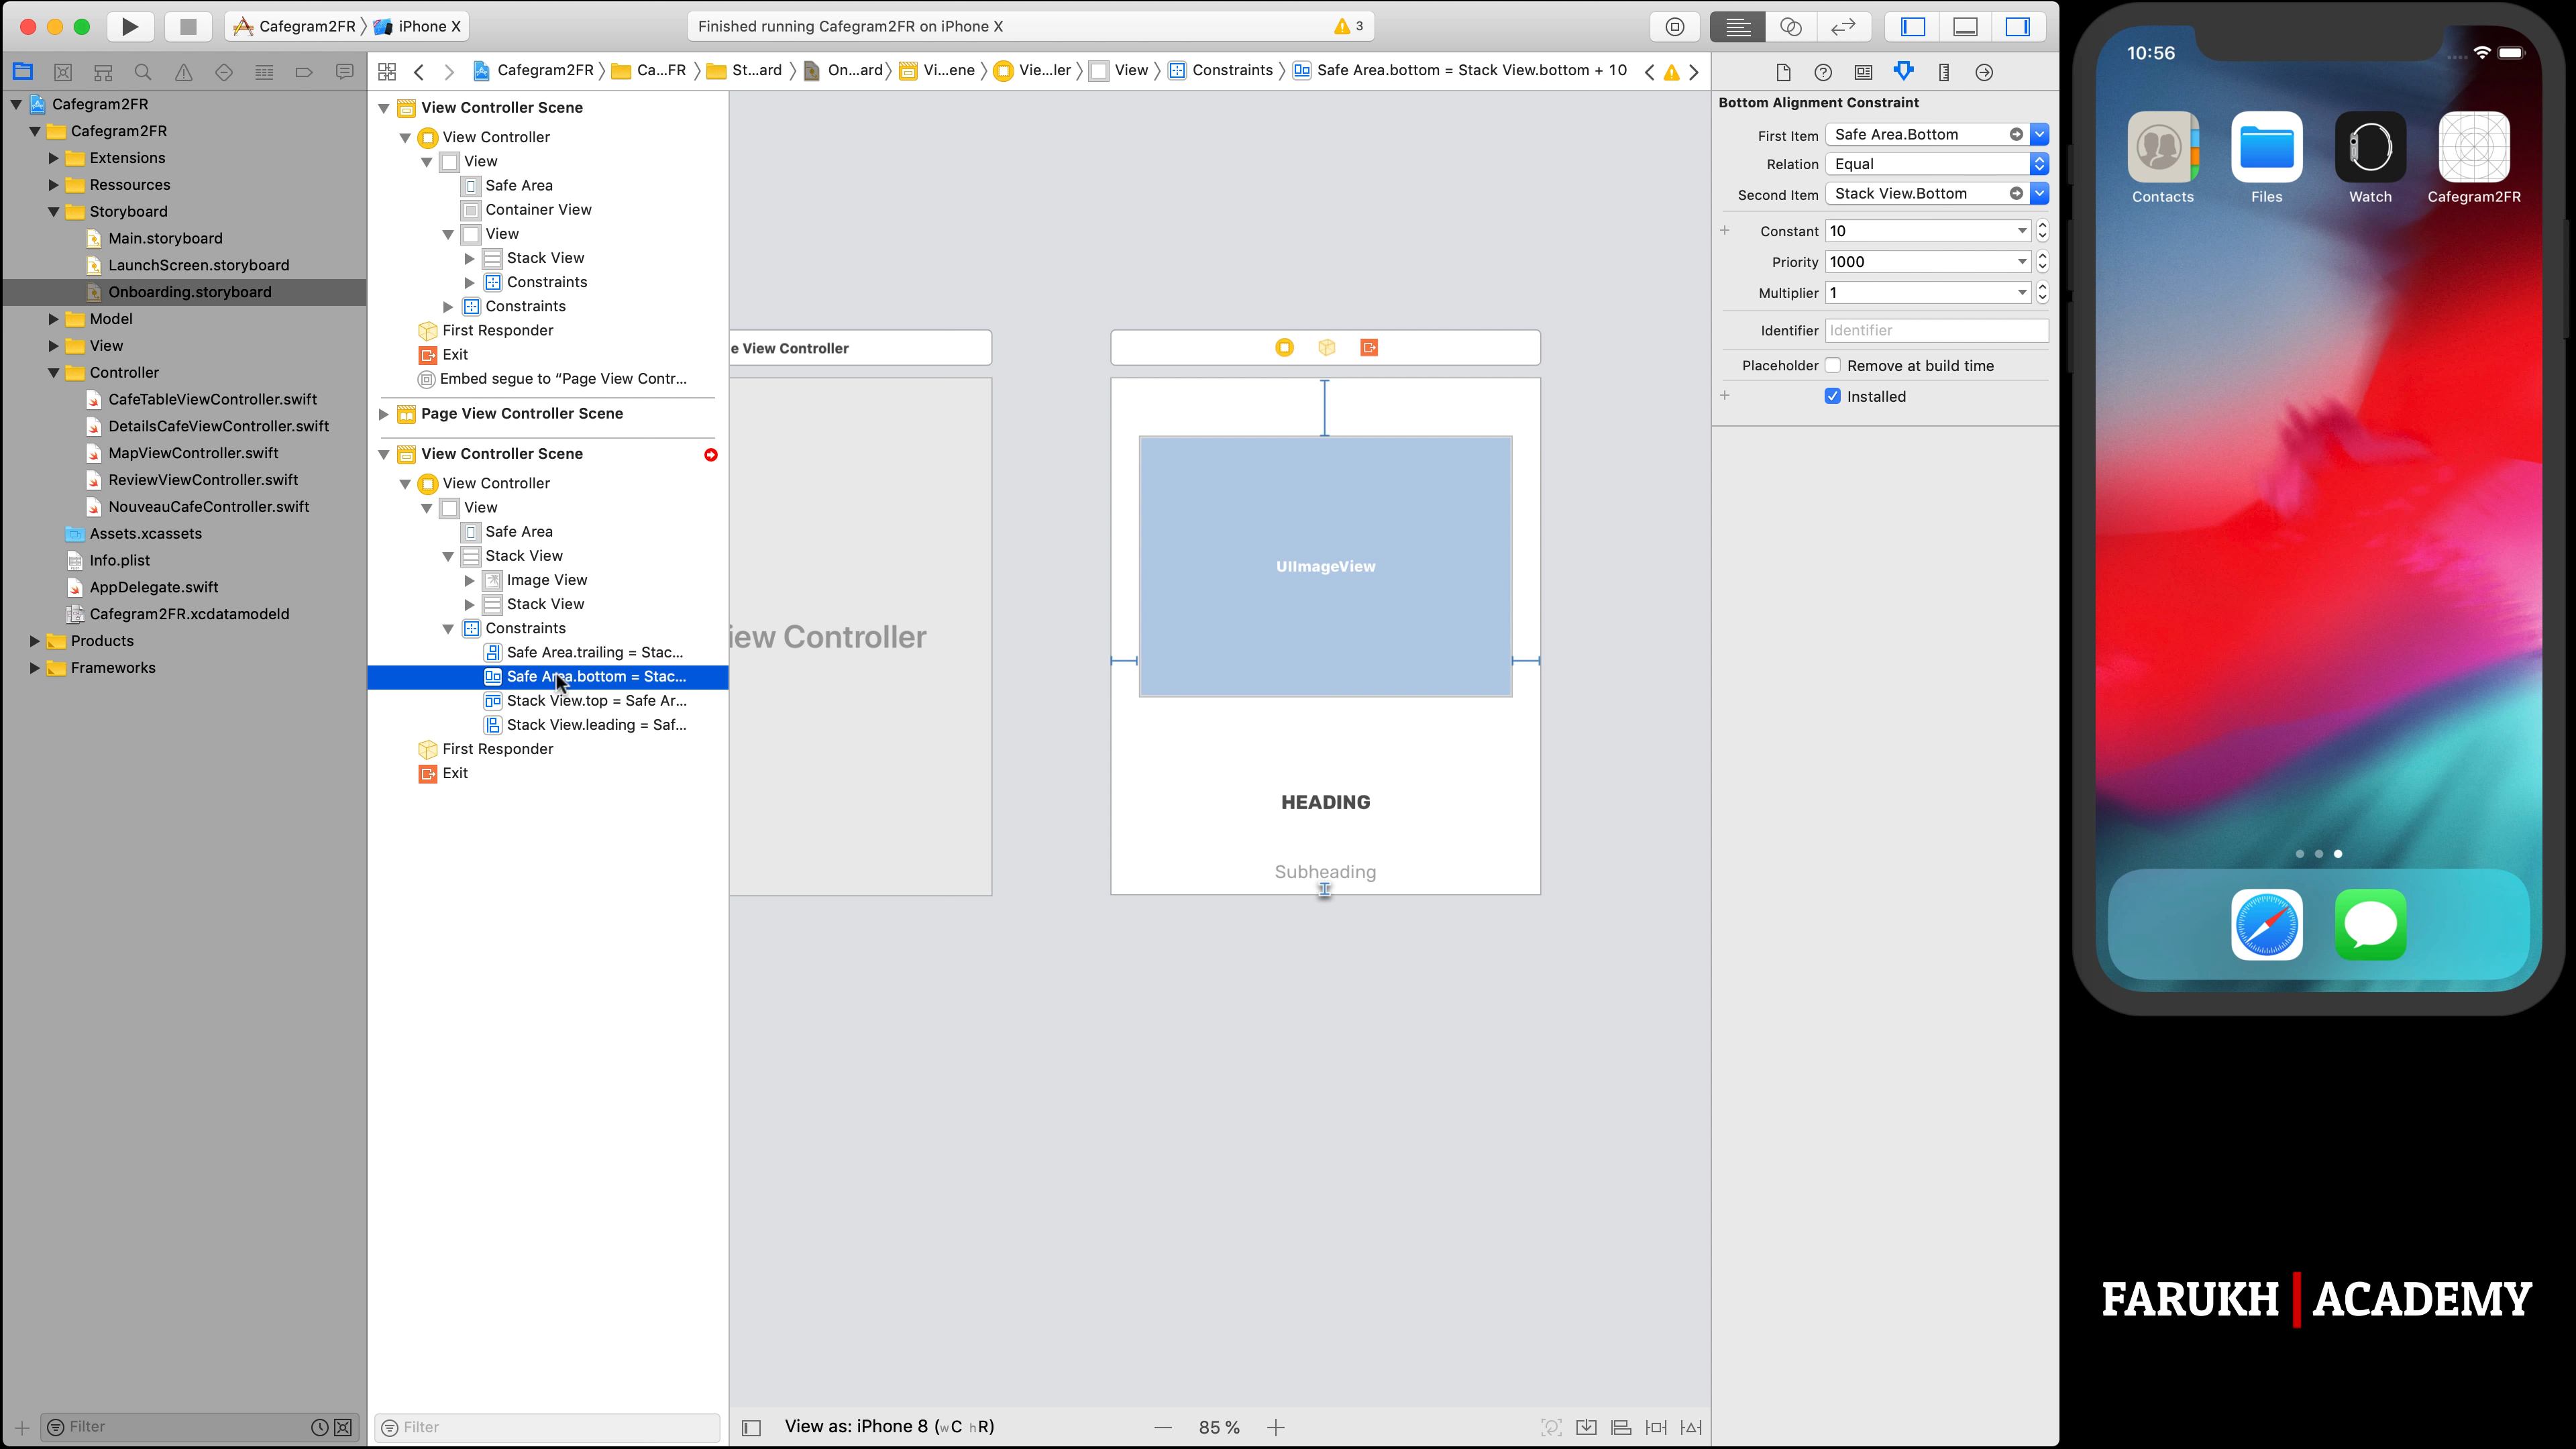 Cafegram2FR
iPhone X
Finished running Cafegram2FR on iPhone X
3
Cafegram2FR
Ca...FR
St...ard
On...ard
Vi...ene
Vie...ler
View
Constraints
Safe Area.bottom = Stack View.bottom + 10
Cafegram2FR
Cafegram2FR
Extensions
Ressources
Storyboard
Main.storyboard
LaunchScreen.storyboard
Onboarding.storyboard
Model
View
Controller
CafeTableViewController.swift
DetailsCafeViewController.swift
MapViewController.swift
ReviewViewController.swift
NouveauCafeController.swift
Assets.xcassets
Info.plist
AppDelegate.swift
Cafegram2FR.xcdatamodeld
Products
Frameworks
Filter
View Controller Scene
View Controller
View
Safe Area
Container View
View
Stack View
Constraints
Constraints
First Responder
Exit
Embed segue to “Page View Contr...
Page View Controller Scene
View Controller Scene
View Controller
View
Safe Area
Stack View
Image View
Stack View
Constraints
Safe Area.trailing = Stac...
Safe Area.bottom = Stac...
Stack View.top = Safe Ar...
Stack View.leading = Saf...
First Responder
Exit
Filter
e View Controller
iew Controller
UIImageView
HEADING
Subheading
View as: iPhone 8 (wC hR)
85 %
Bottom Alignment Constraint
First Item Safe Area.Bottom
Relation Equal
Second Item Stack View.Bottom
Constant 10
Priority 1000
Multiplier 1
Identifier Identifier
Placeholder Remove at build time
Installed
10:56
Contacts
Files
Watch
Cafegram2FR
FARUKH | ACADEMY